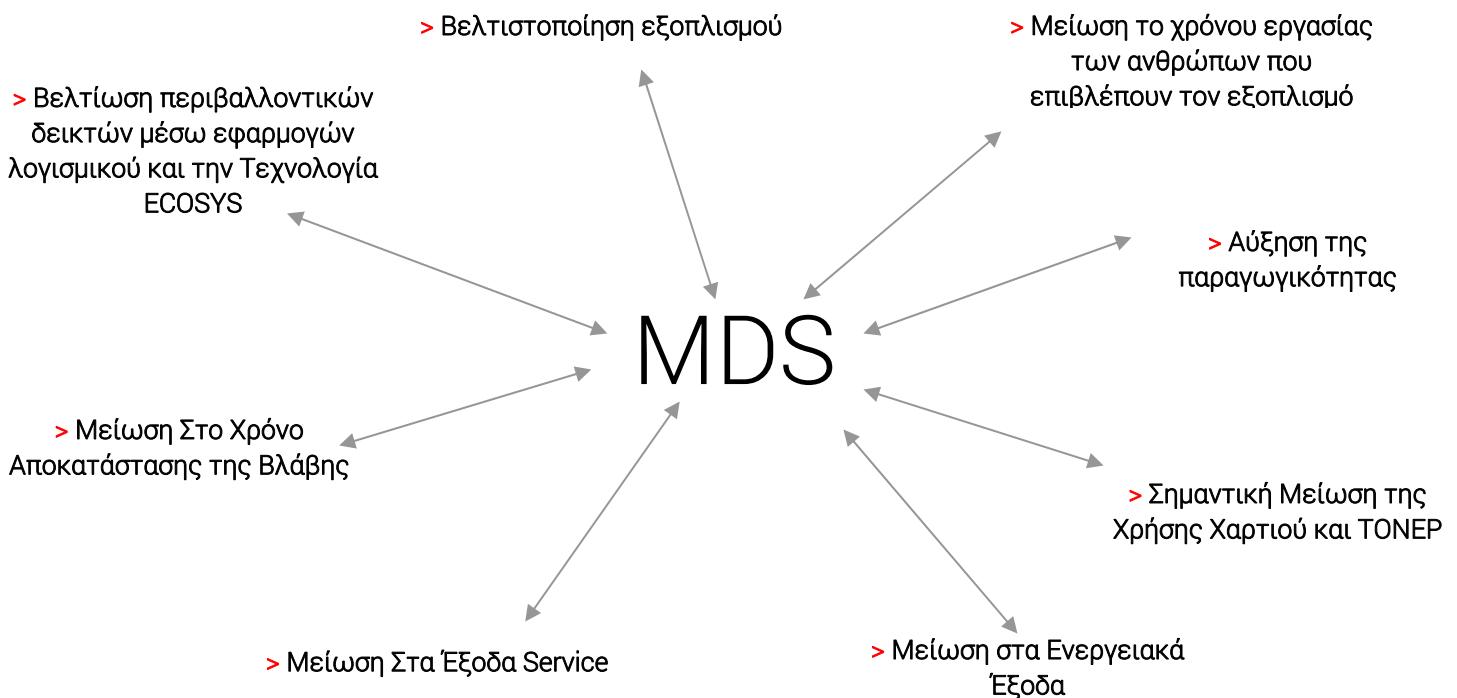 > Βελτιστοποίηση εξοπλισμού
> Μείωση το χρόνου εργασίας
των ανθρώπων που
επιβλέπουν τον εξοπλισμό
> Βελτίωση περιβαλλοντικών
δεικτών μέσω εφαρμογών
λογισμικού και την Τεχνολογία
ECOSYS
> Αύξηση της
παραγωγικότητας
MDS
> Μείωση Στο Χρόνο
Αποκατάστασης της Βλάβης
> Σημαντική Μείωση της
Χρήσης Χαρτιού και ΤΟΝΕΡ
> Μείωση Στα Έξοδα Service
> Μείωση στα Ενεργειακά
Έξοδα